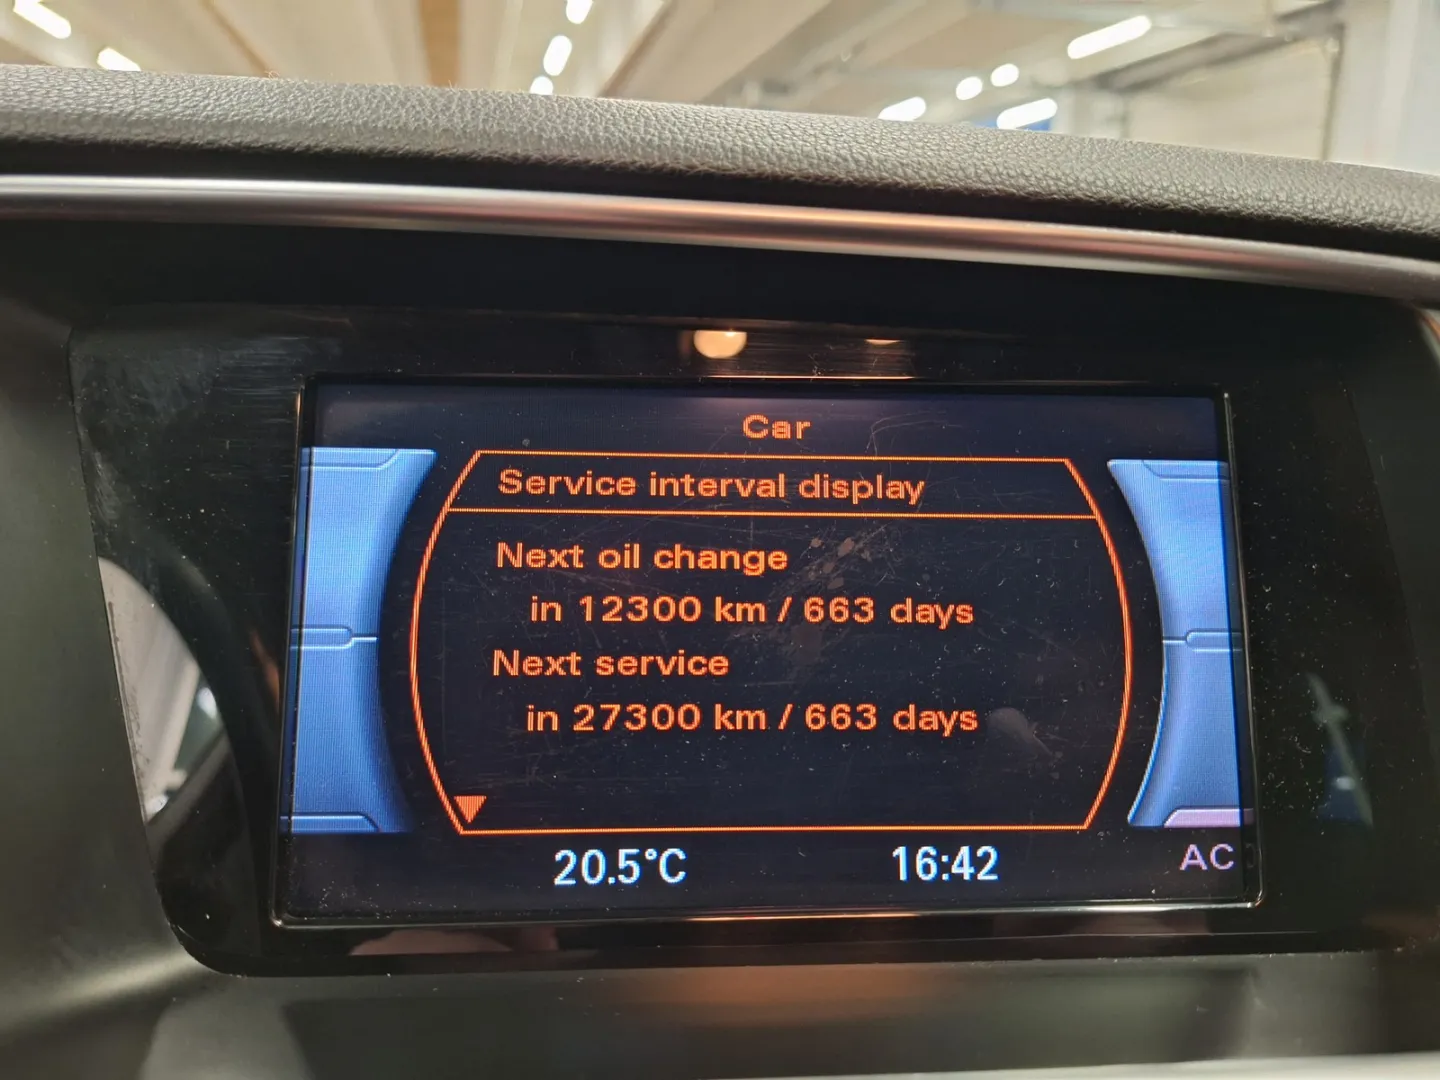 Car
Service interval display
Next oil change
in 12300 km / 663 days
Next service
in 27300 km / 663 days
20.5°C 16:42 AC